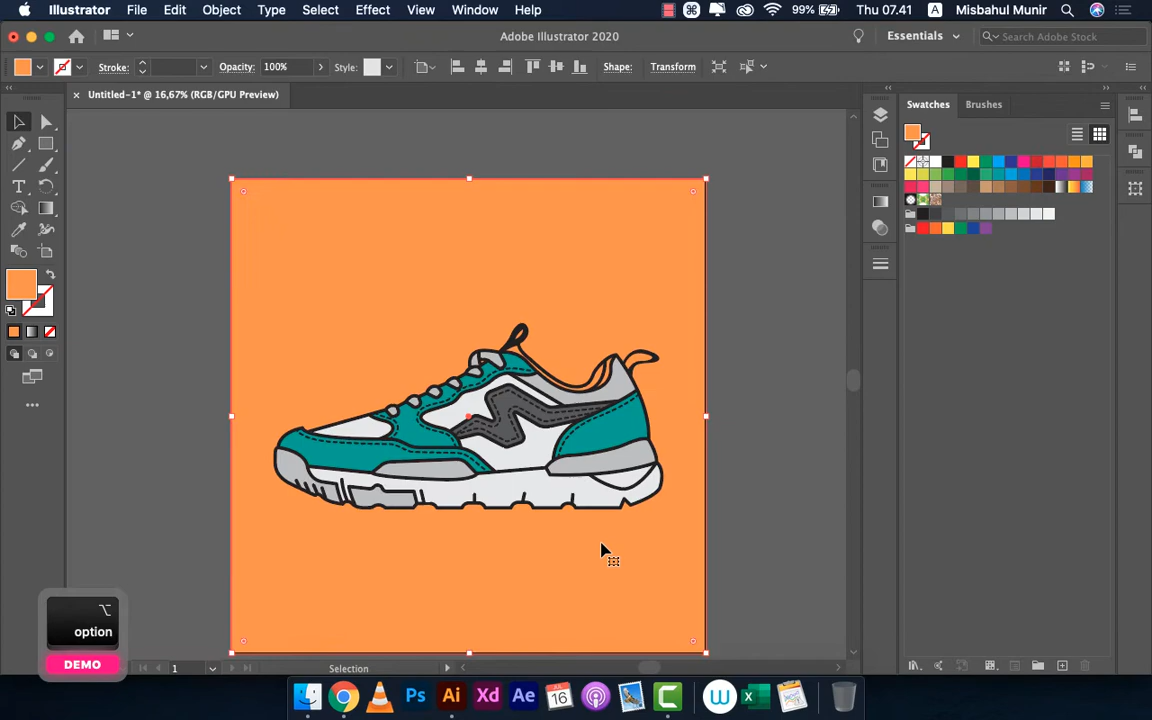 Illustrator File Edit Object Type Select Effect View Window Help 99% Thu 07.41 A Misbahul Munir
Adobe Illustrator 2020 Essentials Search Adobe Stock
Stroke: Opacity: 100% Style: Shape: Transform
Untitled-1* @ 16,67% (RGB/GPU Preview)
Swatches Brushes
option
DEMO
1 Selection
Ps Ai Xd Ae JUL 16 W X